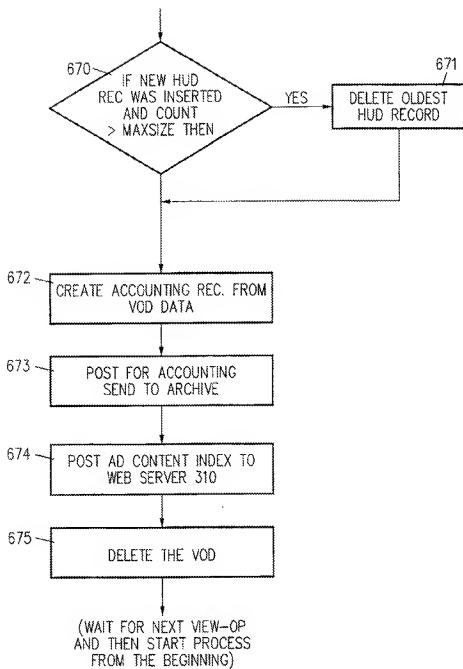 670
IF NEW HUD
REC WAS INSERTED
AND COUNT
> MAXSIZE THEN
YES
671
DELETE OLDEST
HUD RECORD
672
CREATE ACCOUNTING REC. FROM
VOD DATA
673
POST FOR ACCOUNTING
SEND TO ARCHIVE
674
POST AD CONTENT INDEX TO
WEB SERVER 310
675
DELETE THE VOD
(WAIT FOR NEXT VIEW-OP
AND THEN START PROCESS
FROM THE BEGINNING)